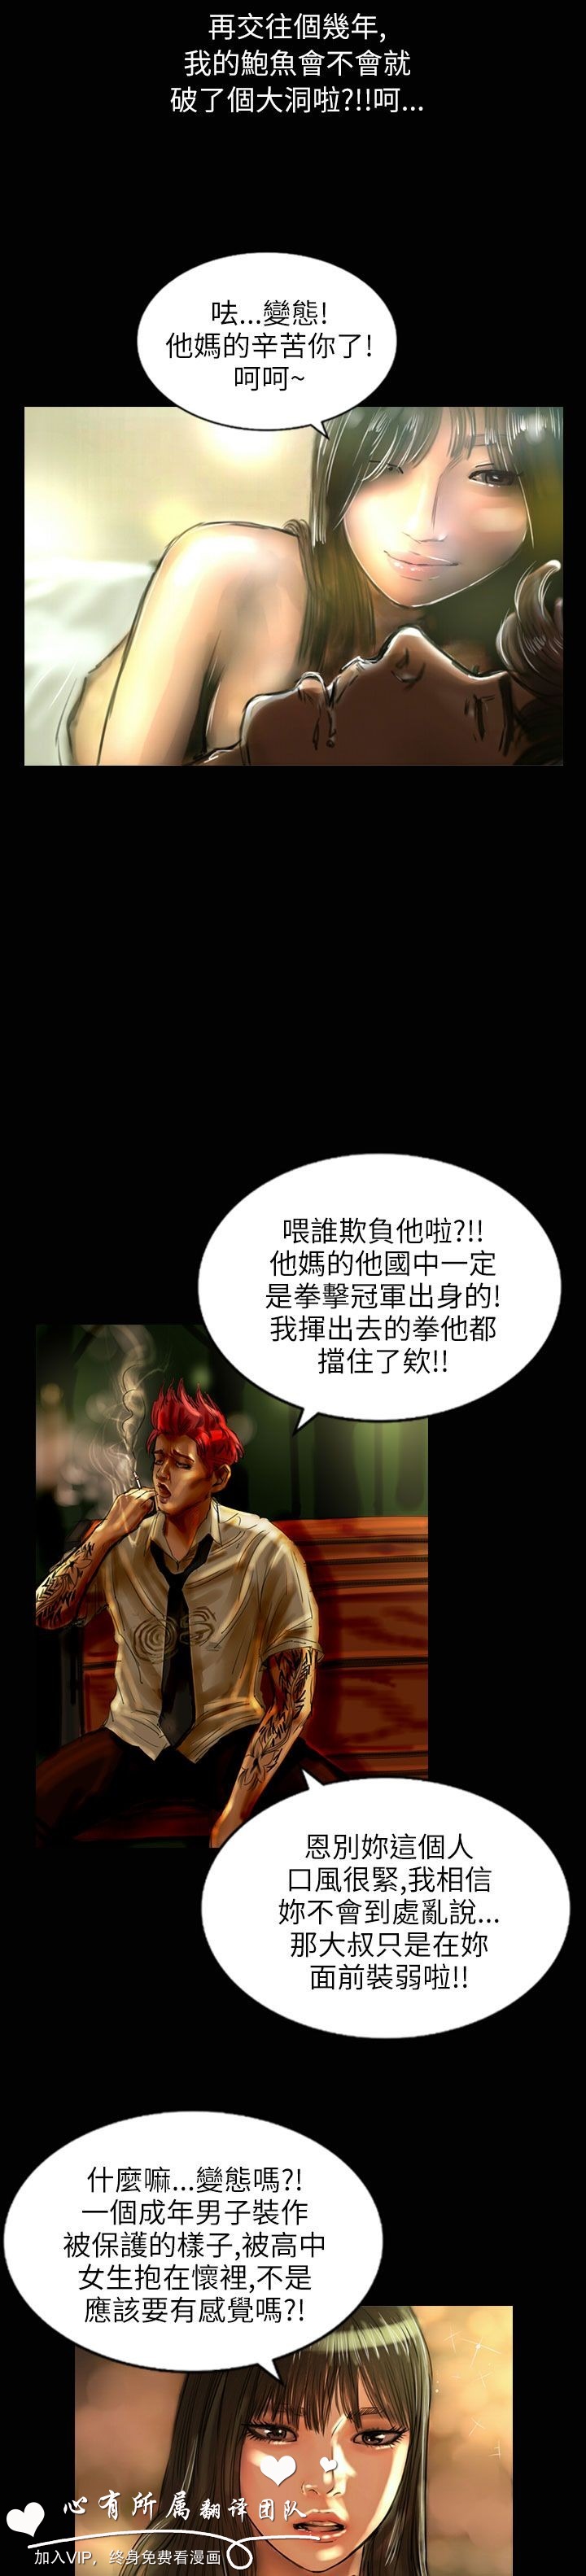 再交往個幾年,
我的鮑魚會不會就
破了個大洞啦?!!呵...
呿...變態!
他媽的辛苦你了!
呵呵~
喂誰欺負他啦?!!
他媽的他國中一定
是拳擊冠軍出身的!
我揮出去的拳他都
擋住了欸!!
恩別妳這個人
口風很緊,我相信
妳不會到處亂說...
那大叔只是在妳
面前裝弱啦!!
什麼嘛...變態嗎?!
一個成年男子裝作
被保護的樣子,被高中
女生抱在懷裡,不是
應該要有感覺嗎?!
心有所属翻译团队
加入VIP，终身免费看漫画